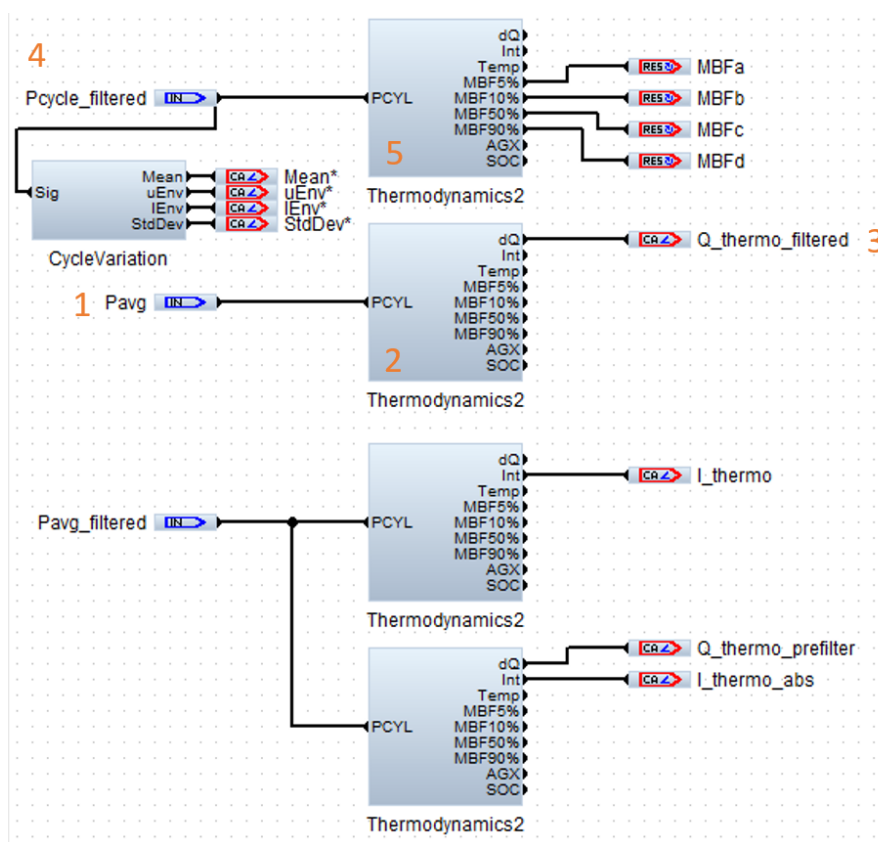 4
Pcycle_filtered IN
Sig
Mean CA Mean*
uEnv CA uEnv*
lEnv CA lEnv*
StdDev CA StdDev*
CycleVariation
PCYL
dQ
Int
Temp
MBF5% RES MBFa
MBF10% RES MBFb
MBF50% RES MBFc
MBF90% RES MBFd
AGX
SOC
5
Thermodynamics2
1 Pavg IN
PCYL
dQ CA Q_thermo_filtered 3
Int
Temp
MBF5%
MBF10%
MBF50%
MBF90%
AGX
SOC
2
Thermodynamics2
Pavg_filtered IN
PCYL
dQ
Int CA I_thermo
Temp
MBF5%
MBF10%
MBF50%
MBF90%
AGX
SOC
Thermodynamics2
PCYL
dQ CA Q_thermo_prefilter
Int CA I_thermo_abs
Temp
MBF5%
MBF10%
MBF50%
MBF90%
AGX
SOC
Thermodynamics2